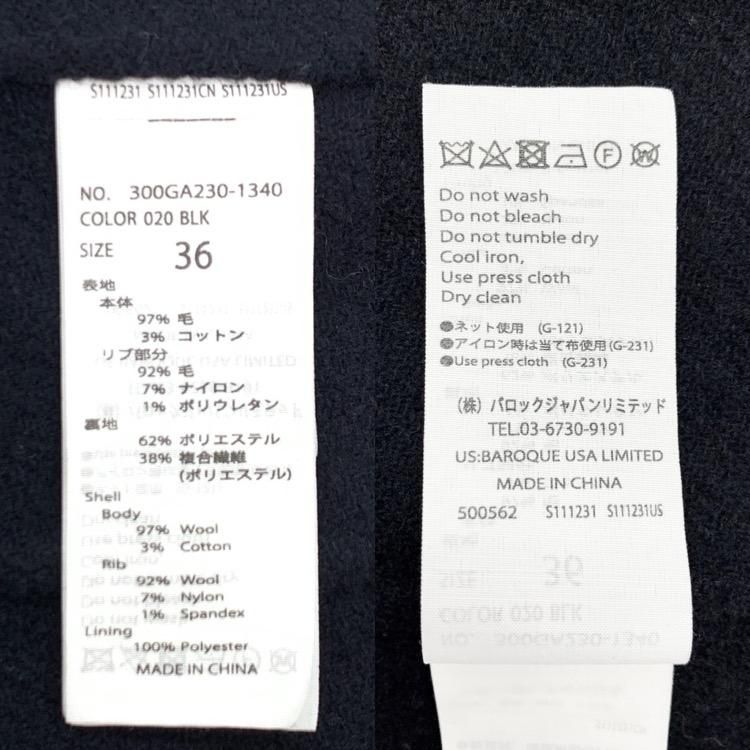 S111231 S111231CN S111231US
NO. 300GA230-1340
COLOR 020 BLK
SIZE 36
表地
本体
97% 毛
3% コットン
リブ部分
92% 毛
7% ナイロン
1% ポリウレタン
裏地
62% ポリエステル
38% 複合繊維
(ポリエステル)
Shell
Body
97% Wool
3% Cotton
Rib
92% Wool
7% Nylon
1% Spandex
Lining
100% Polyester
MADE IN CHINA
F W
Do not wash
Do not bleach
Do not tumble dry
Cool iron,
Use press cloth
Dry clean
●ネット使用 (G-121)
●アイロン時は当て布使用(G-231)
●Use press cloth (G-231)
(株) バロックジャパンリミテッド
TEL.03-6730-9191
US:BAROQUE USA LIMITED
MADE IN CHINA
500562 S111231 S111231US